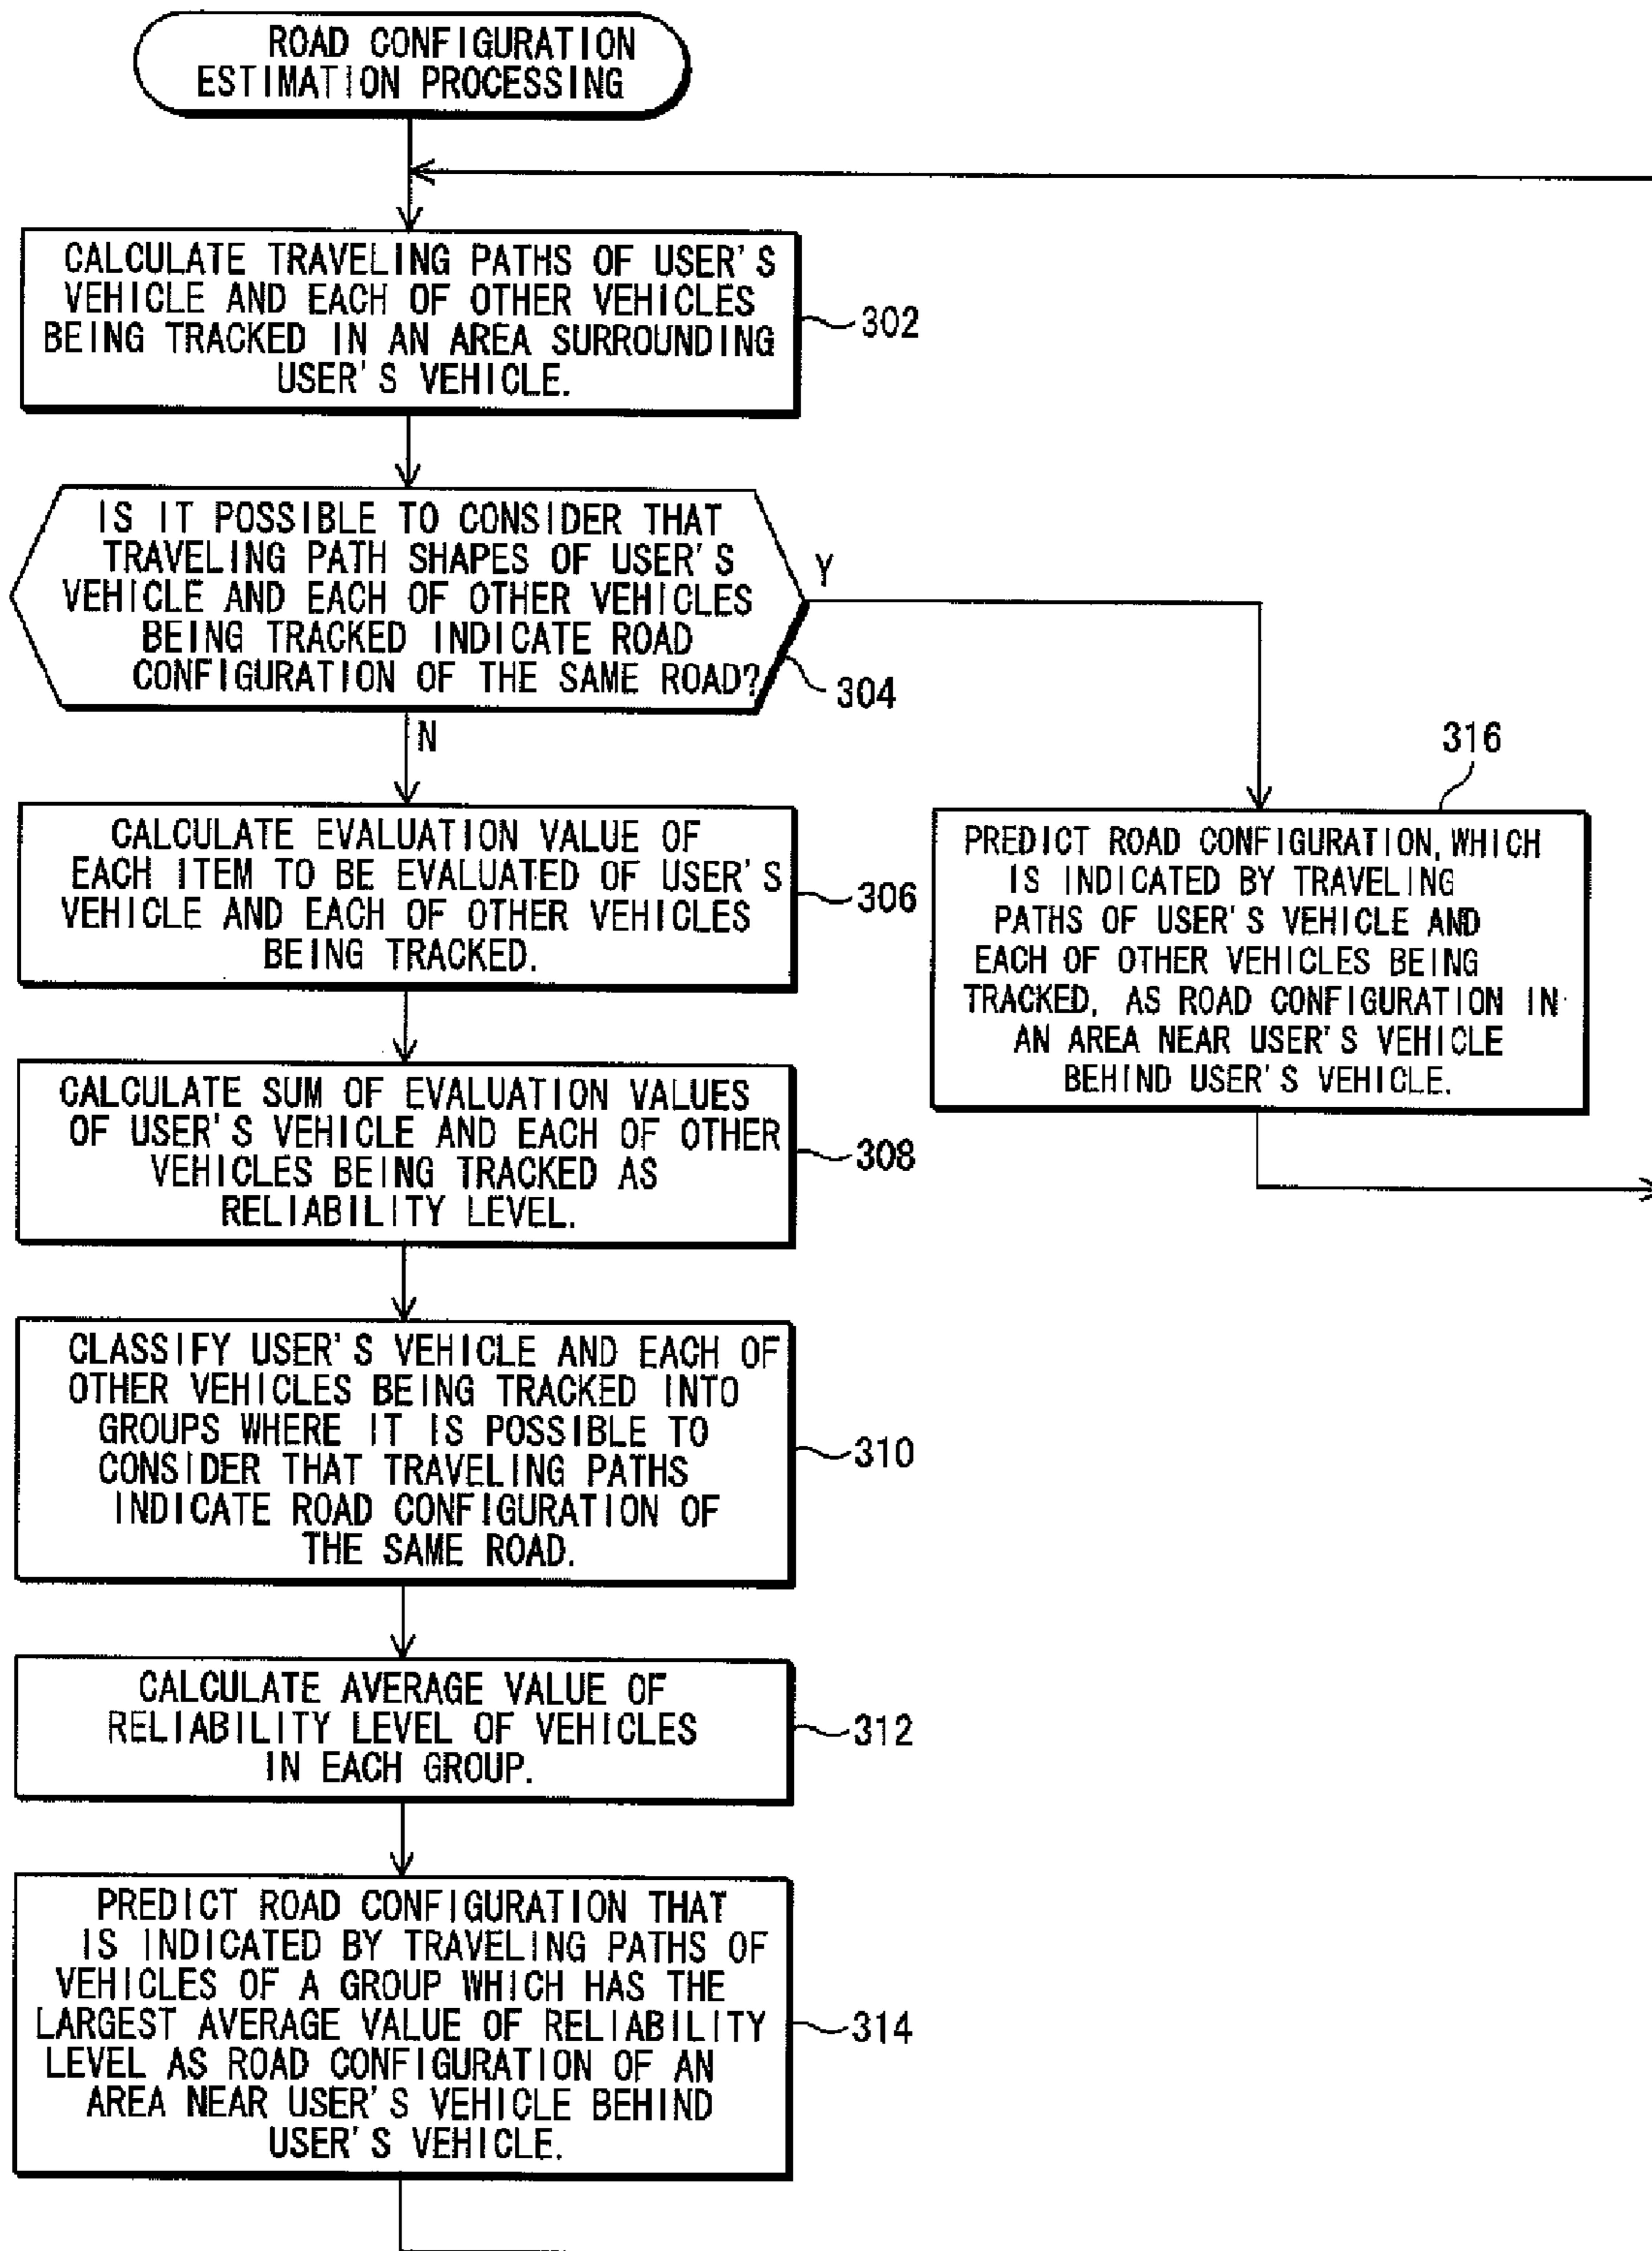 ROAD CONFIGURATION
ESTIMATION PROCESSING
CALCULATE TRAVELING PATHS OF USER'S
VEHICLE AND EACH OF OTHER VEHICLES
BEING TRACKED IN AN AREA SURROUNDING
USER'S VEHICLE.
302
IS IT POSSIBLE TO CONSIDER THAT
TRAVELING PATH SHAPES OF USER'S
VEHICLE AND EACH OF OTHER VEHICLES
BEING TRACKED INDICATE ROAD
CONFIGURATION OF THE SAME ROAD?
Y
304
N
CALCULATE EVALUATION VALUE OF
EACH ITEM TO BE EVALUATED OF USER'S
VEHICLE AND EACH OF OTHER VEHICLES
BEING TRACKED.
306
316
PREDICT ROAD CONFIGURATION, WHICH
IS INDICATED BY TRAVELING
PATHS OF USER'S VEHICLE AND
EACH OF OTHER VEHICLES BEING
TRACKED, AS ROAD CONFIGURATION IN
AN AREA NEAR USER'S VEHICLE
BEHIND USER'S VEHICLE.
CALCULATE SUM OF EVALUATION VALUES
OF USER'S VEHICLE AND EACH OF OTHER
VEHICLES BEING TRACKED AS
RELIABILITY LEVEL.
308
CLASSIFY USER'S VEHICLE AND EACH OF
OTHER VEHICLES BEING TRACKED INTO
GROUPS WHERE IT IS POSSIBLE TO
CONSIDER THAT TRAVELING PATHS
INDICATE ROAD CONFIGURATION OF
THE SAME ROAD.
310
CALCULATE AVERAGE VALUE OF
RELIABILITY LEVEL OF VEHICLES
IN EACH GROUP.
312
PREDICT ROAD CONFIGURATION THAT
IS INDICATED BY TRAVELING PATHS OF
VEHICLES OF A GROUP WHICH HAS THE
LARGEST AVERAGE VALUE OF RELIABILITY
LEVEL AS ROAD CONFIGURATION OF AN
AREA NEAR USER'S VEHICLE BEHIND
USER'S VEHICLE.
314